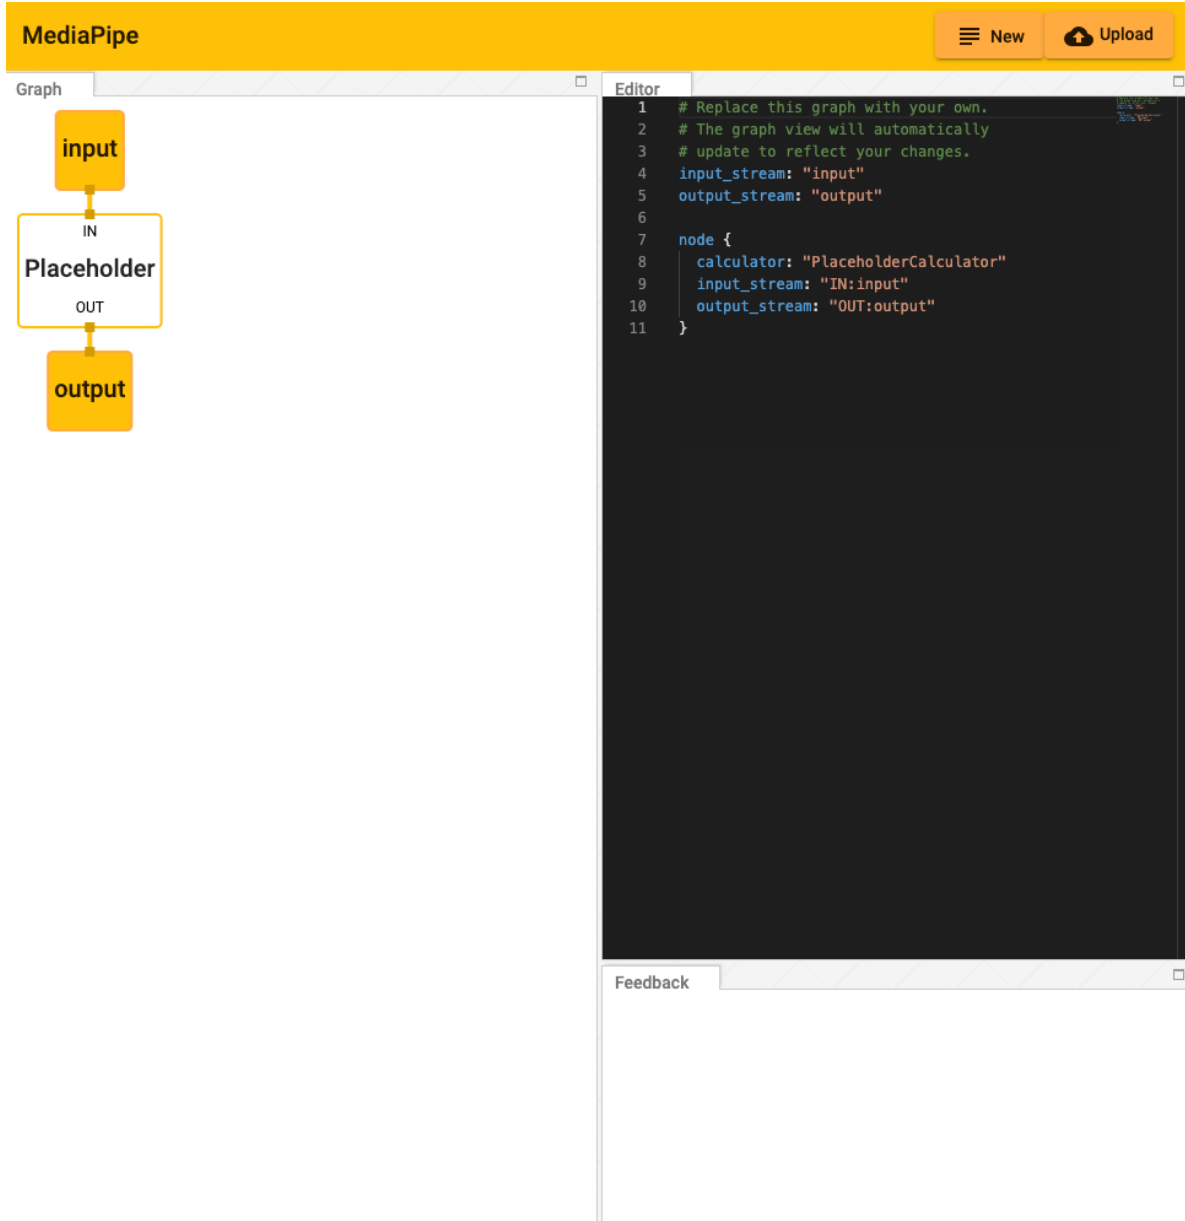 MediaPipe
New
Upload
Graph
input
IN
Placeholder
OUT
output
Editor
1 # Replace this graph with your own.
2 # The graph view will automatically
3 # update to reflect your changes.
4 input_stream: "input"
5 output_stream: "output"
6
7 node {
8   calculator: "PlaceholderCalculator"
9   input_stream: "IN:input"
10   output_stream: "OUT:output"
11 }
Feedback